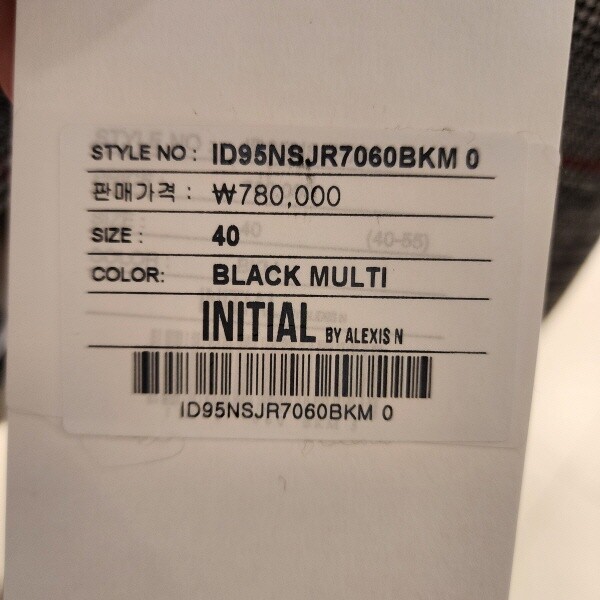 STYLE NO : ID95NSJR7060BKM 0
판매가격 : ₩780,000
SIZE : 40
(40-55)
COLOR: BLACK MULTI
INITIAL BY ALEXIS N
ID95NSJR7060BKM 0